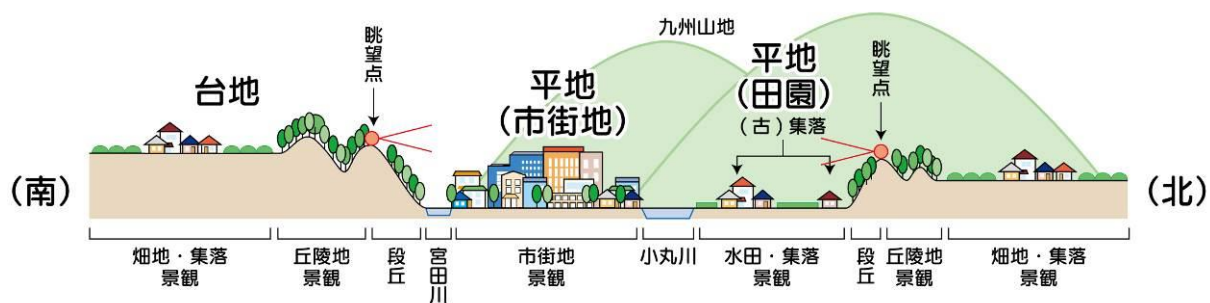 九州山地
眺望点
台地
平地
(市街地)
平地
(田園)
(古)集落
眺望点
(南)
(北)
畑地・集落
景観
丘陵地
景観
段丘
宮田川
市街地
景観
小丸川
水田・集落
景観
段丘
丘陵地
景観
畑地・集落
景観